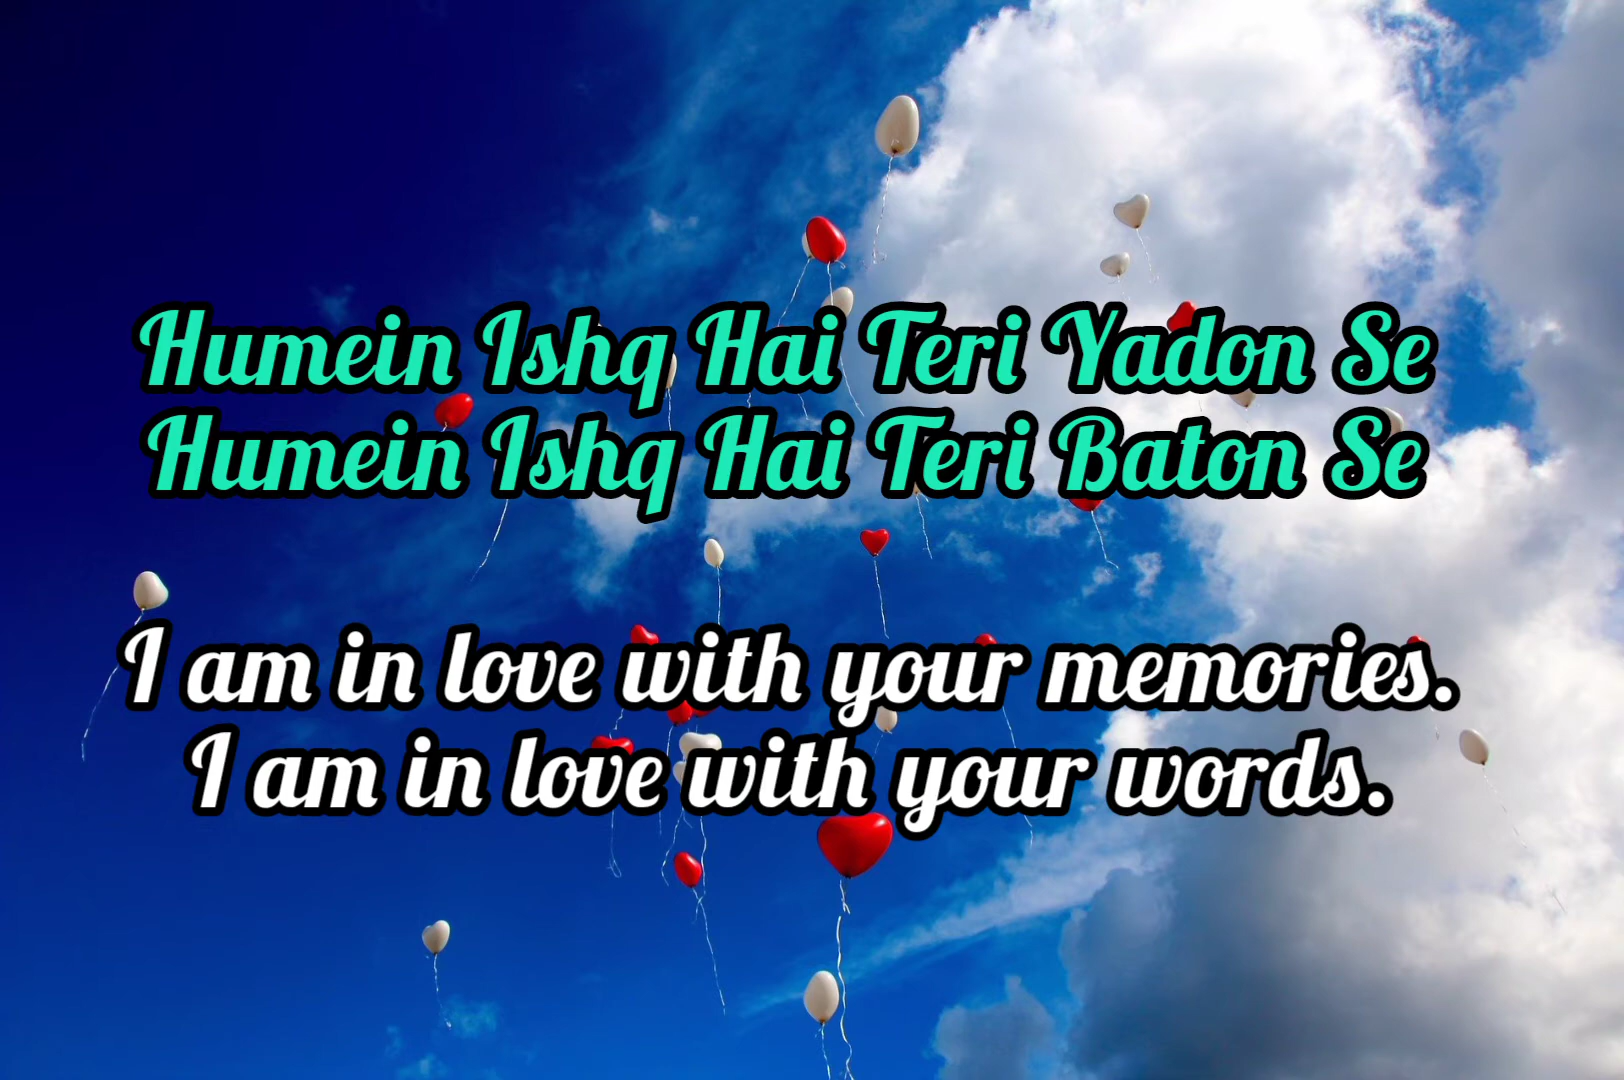 Humein Ishq Hai Teri Yadon Se
Humein Ishq Hai Teri Baton Se
I am in love with your memories.
I am in love with your words.